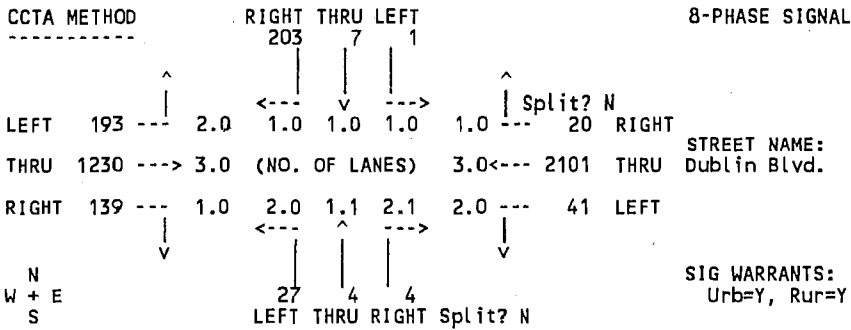 CCTA METHOD RIGHT THRU LEFT 8-PHASE SIGNAL
----------- 203 7 1
^ ^
<--- v ---> Split? N
LEFT 193 --- 2.0 1.0 1.0 1.0 1.0 --- 20 RIGHT
STREET NAME:
THRU 1230 ---> 3.0 (NO. OF LANES) 3.0<--- 2101 THRU Dublin Blvd.
RIGHT 139 --- 1.0 2.0 1.1 2.1 2.0 --- 41 LEFT
<--- ^ --->
v v
N SIG WARRANTS:
W + E 27 4 4 Urb=Y, Rur=Y
S LEFT THRU RIGHT Split? N